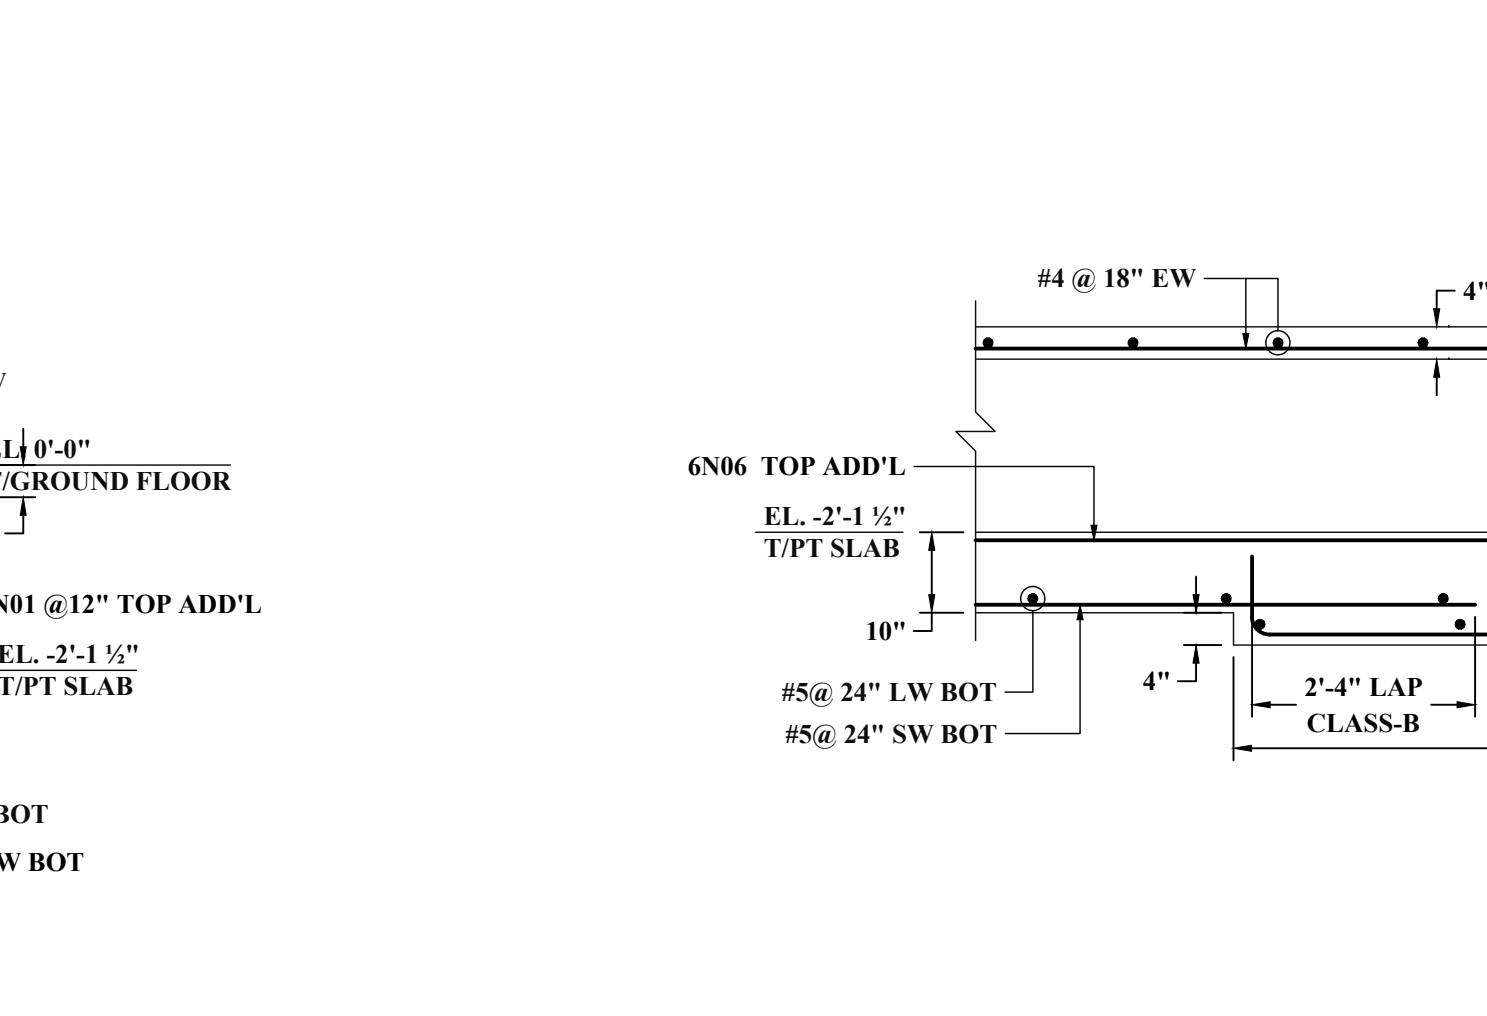 EL 0'-0"
T/GROUND FLOOR
N01 @12" TOP ADD'L
EL. -2'-1 ½"
T/PT SLAB
BOT
W BOT
#4 @ 18" EW
4"
6N06 TOP ADD'L
EL. -2'-1 ½"
T/PT SLAB
10"
4"
#5@ 24" LW BOT
#5@ 24" SW BOT
2'-4" LAP
CLASS-B